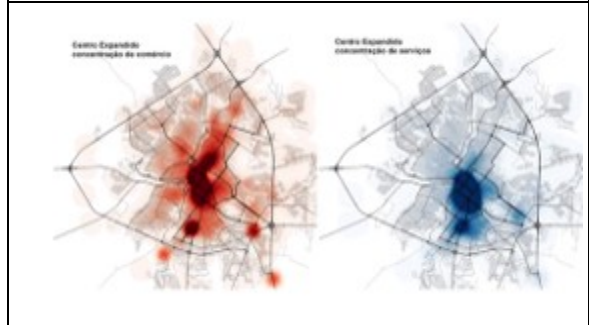 Centro Expandido
concentração de comércio
Centro Expandido
concentração de serviços